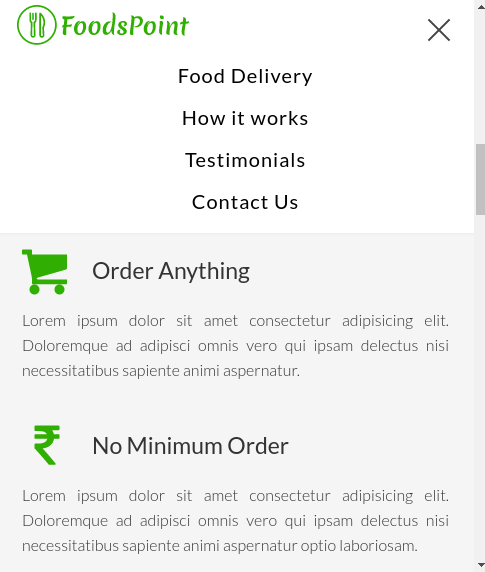 FoodsPoint
Food Delivery
How it works
Testimonials
Contact Us
Order Anything
Lorem ipsum dolor sit amet consectetur adipisicing elit.
Doloremque ad adipisci omnis vero qui ipsam delectus nisi
necessitatibus sapiente animi aspernatur.
₹
No Minimum Order
Lorem ipsum dolor sit amet consectetur adipisicing elit.
Doloremque ad adipisci omnis vero qui ipsam delectus nisi
necessitatibus sapiente animi aspernatur optio laboriosam.